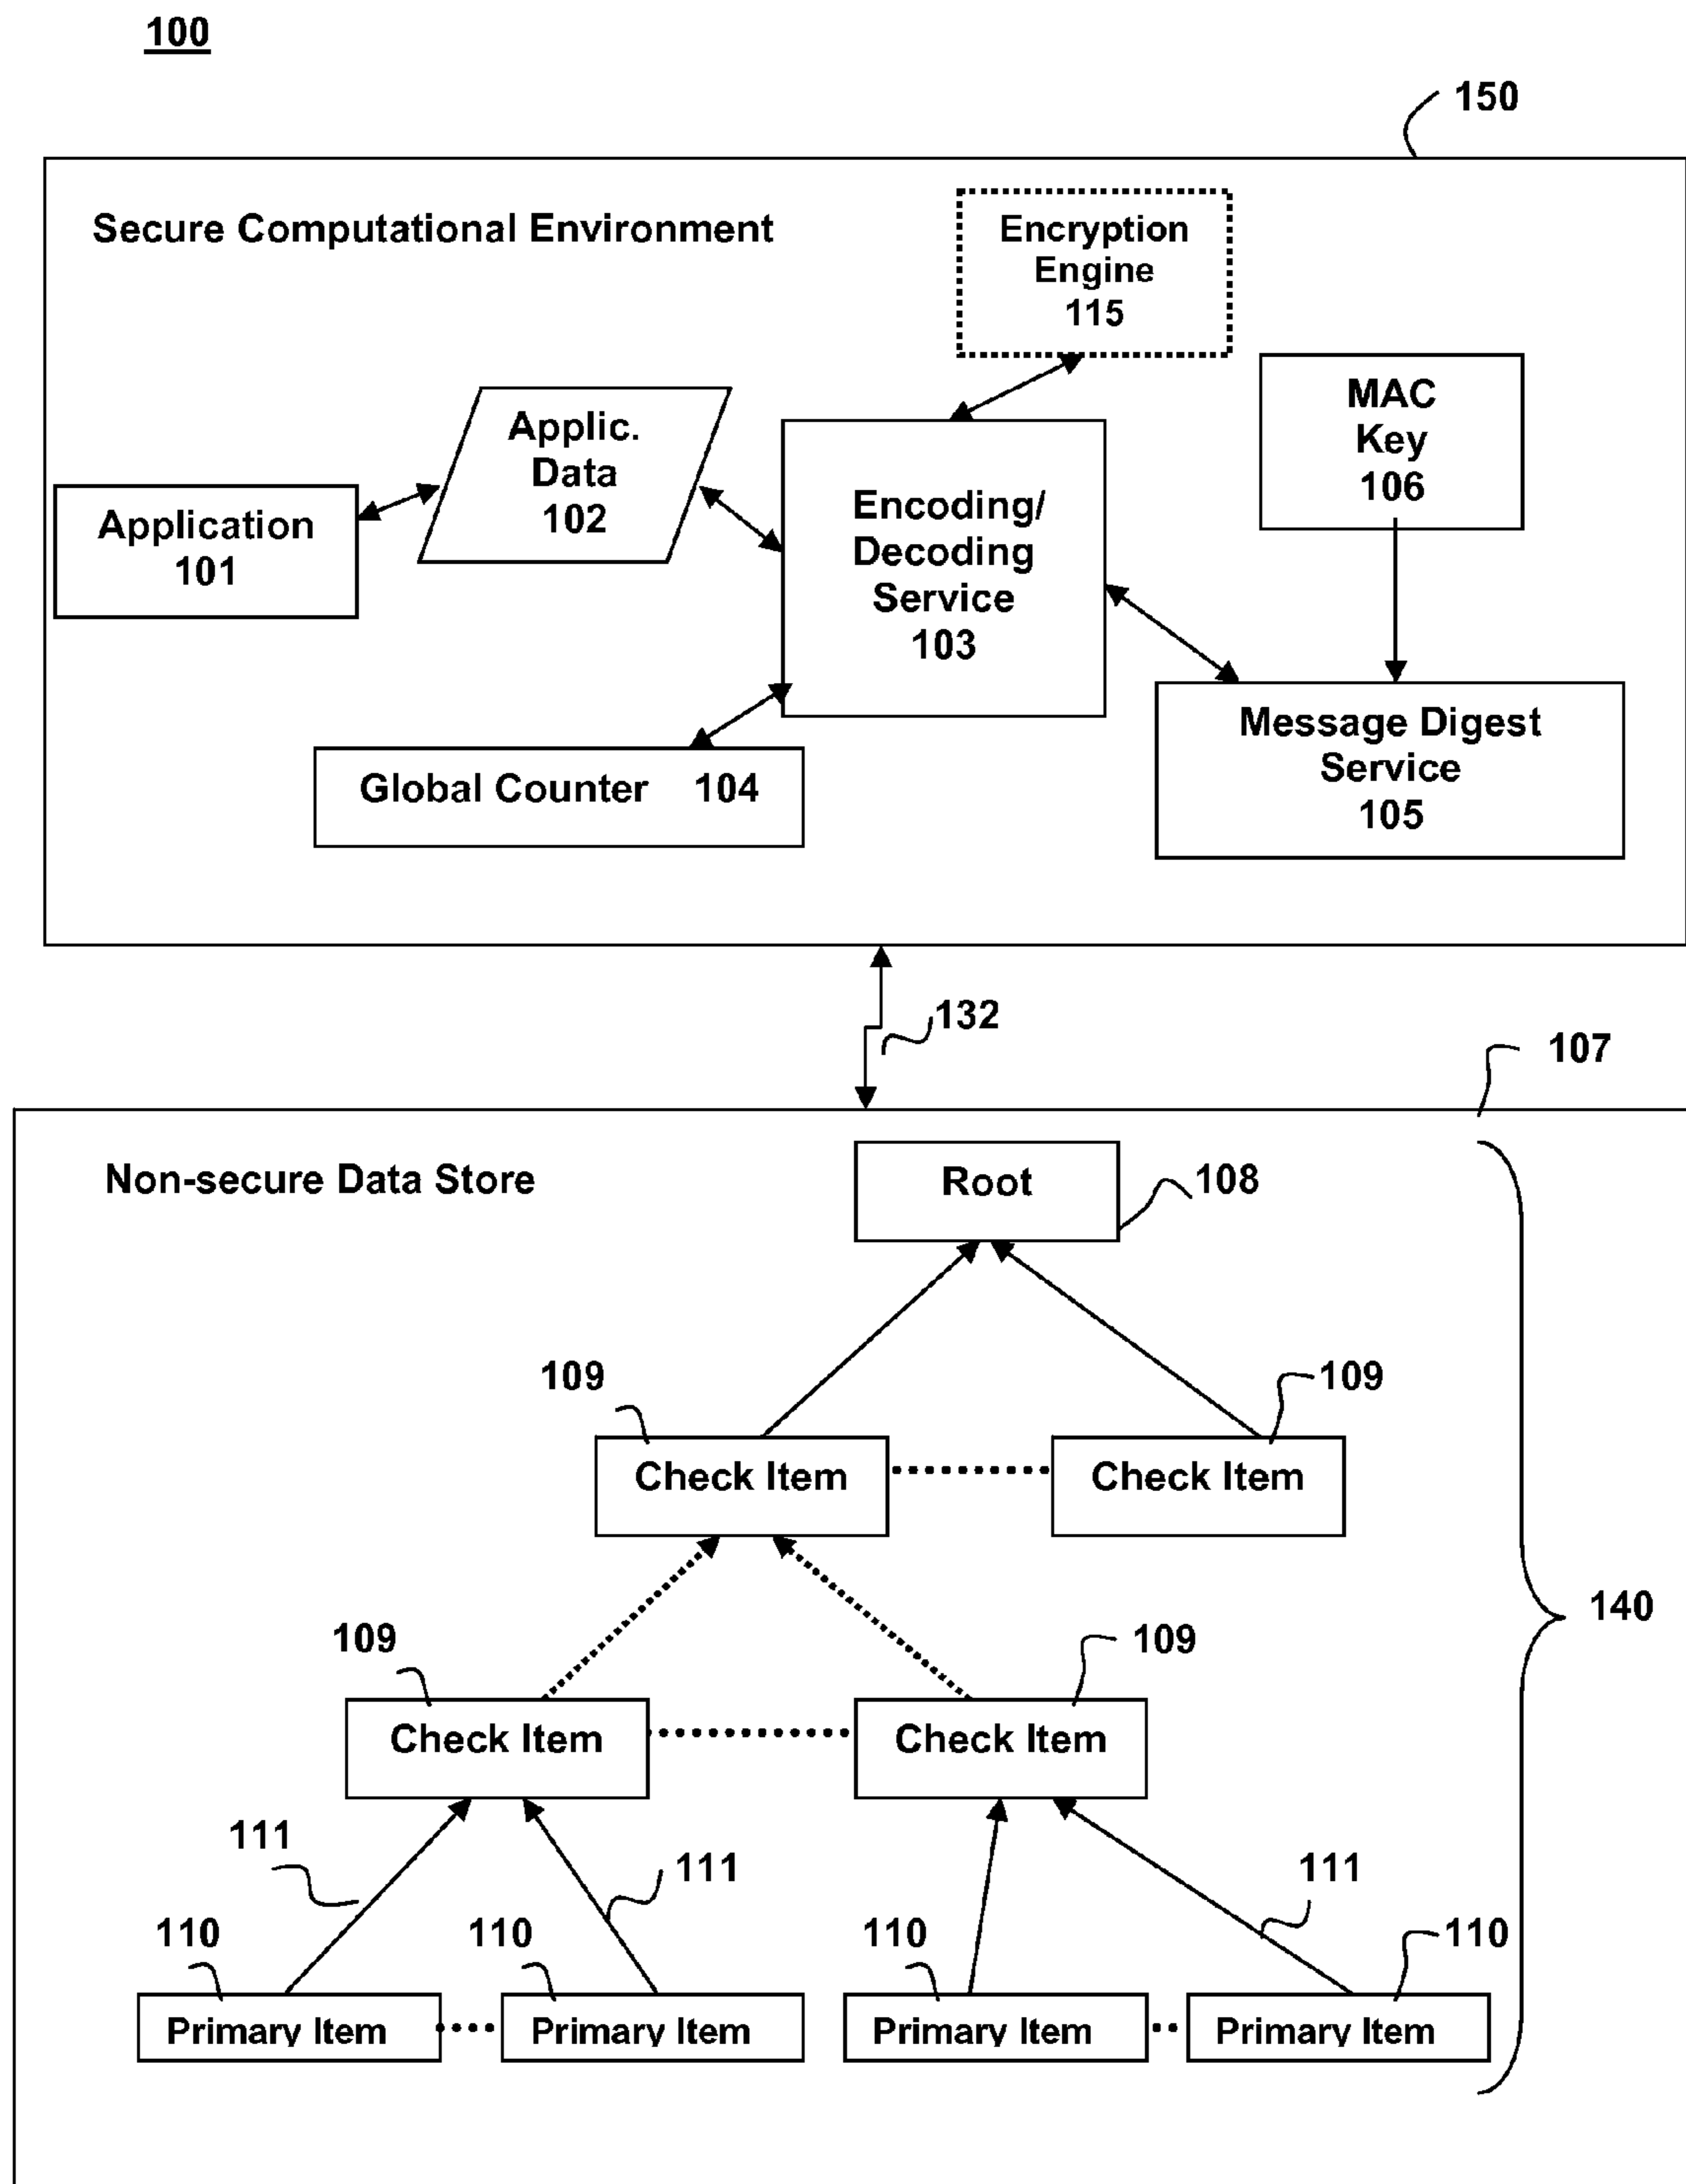 100
150
Secure Computational Environment
Encryption
Engine
115
MAC
Key
106
Applic.
Data
102
Application
101
Encoding/
Decoding
Service
103
Message Digest
Service
105
Global Counter 104
132
107
Non-secure Data Store
Root
108
109
109
Check Item
Check Item
140
109
109
Check Item
Check Item
111
111
111
110
110
110
110
Primary Item
Primary Item
Primary Item
Primary Item